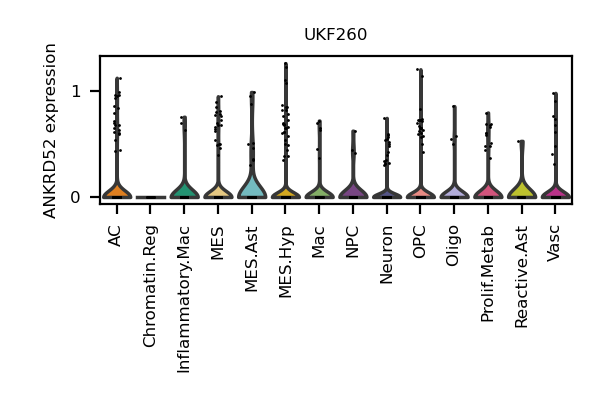 UKF260
ANKRD52 expression
1
0
AC
Chromatin.Reg
Inflammatory.Mac
MES
MES.Ast
MES.Hyp
Mac
NPC
Neuron
OPC
Oligo
Prolif.Metab
Reactive.Ast
Vasc